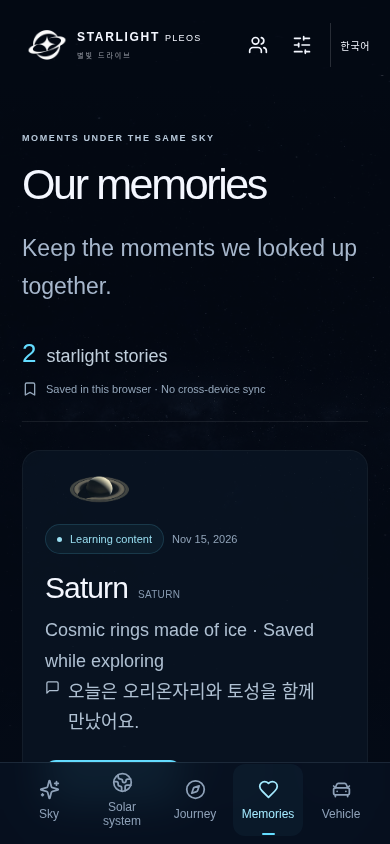 STARLIGHT PLEOS
별빛 드라이브
한국어
MOMENTS UNDER THE SAME SKY
Our memories
Keep the moments we looked up
together.
2 starlight stories
Saved in this browser · No cross-device sync
Learning content
Nov 15, 2026
Saturn SATURN
Cosmic rings made of ice · Saved
while exploring
오늘은 오리온자리와 토성을 함께
만났어요.
Sky
Solar
system
Journey
Memories
Vehicle